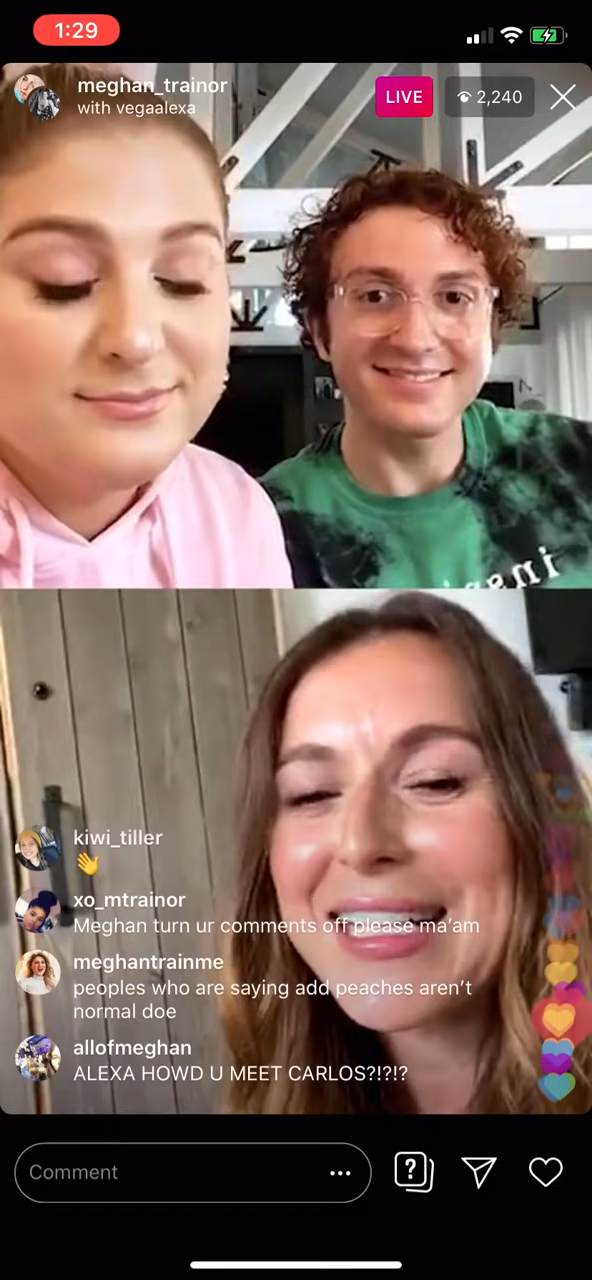 1:29
meghan_trainor
with vegaalexa
LIVE
2,240
kiwi_tiller
👋
xo_mtrainor
Meghan turn ur comments off please ma’am
meghantrainme
peoples who are saying add peaches aren’t
normal doe
allofmeghan
ALEXA HOWD U MEET CARLOS?!?!?
Comment